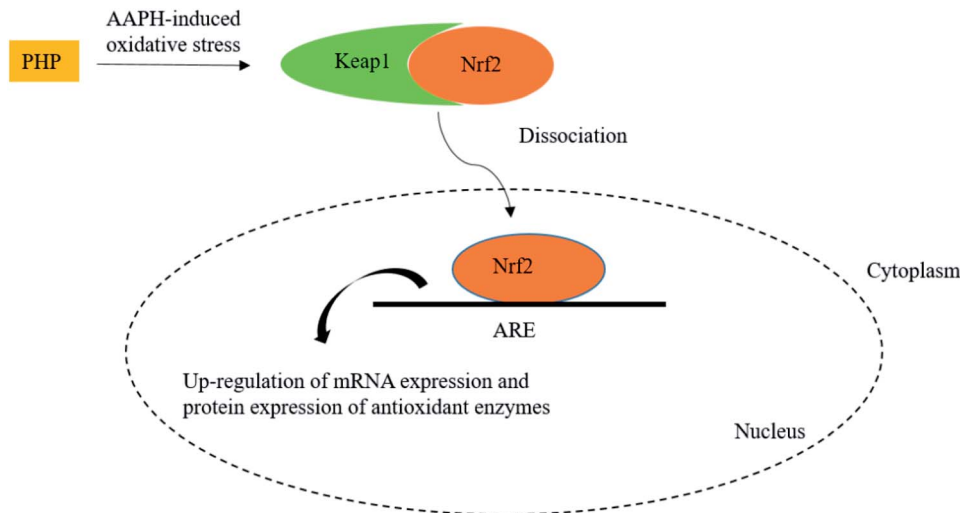 AAPH-induced
oxidative stress
PHP
Keap1
Nrf2
Dissociation
Nrf2
Cytoplasm
ARE
Up-regulation of mRNA expression and
protein expression of antioxidant enzymes
Nucleus